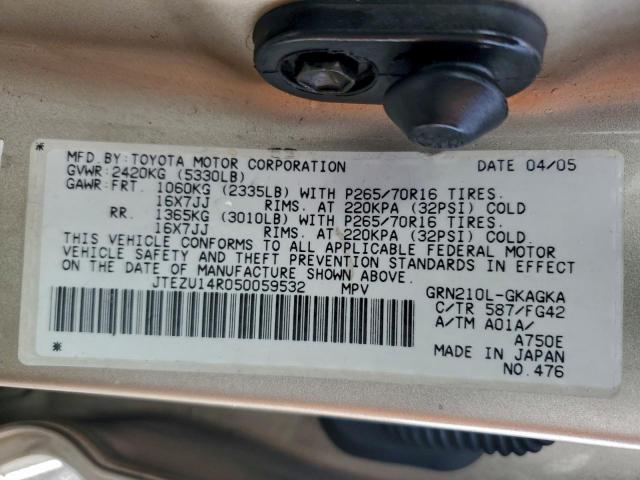 MFD.BY:TOYOTA MOTOR CORPORATION DATE 04/05
GVWR:2420KG (5330LB)
GAWR:FRT. 1060KG (2335LB) WITH P265/70R16 TIRES.
16X7JJ RIMS. AT 220KPA (32PSI) COLD
RR. 1365KG (3010LB) WITH P265/70R16 TIRES.
16X7JJ RIMS. AT 220KPA (32PSI) COLD
THIS VEHICLE CONFORMS TO ALL APPLICABLE FEDERAL MOTOR
VEHICLE SAFETY AND THEFT PREVENTION STANDARDS IN EFFECT
ON THE DATE OF MANUFACTURE SHOWN ABOVE.
JTEZU14R050059532 MPV GRN210L-GKAGKA
C/TR 587/FG42
A/TM A01A/
A750E
MADE IN JAPAN
NO.476